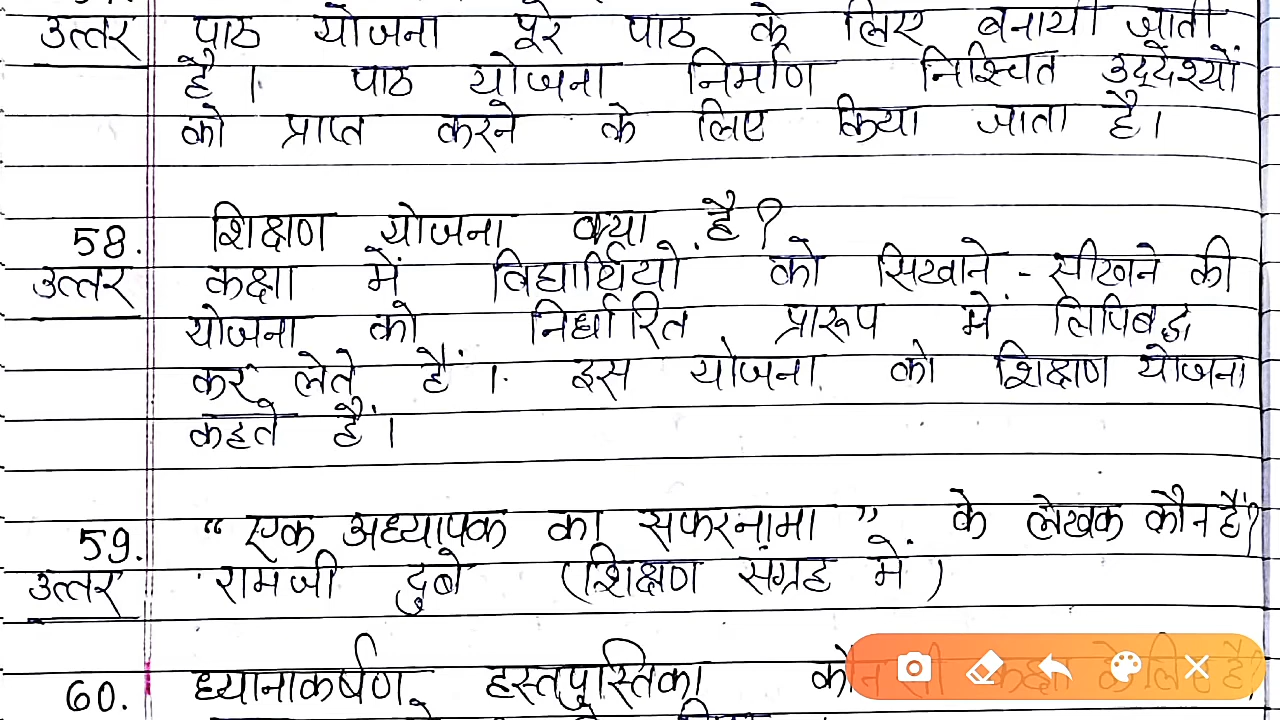 उत्तर पाठ योजना पूरे पाठ के लिए बनायी जाती
है। पाठ योजना निर्माण निश्चित उद्देश्यों
को प्राप्त करने के लिए किया जाता है।
58. शिक्षण योजना क्या है?
उत्तर कक्षा में विद्यार्थियों को सिखाने - सीखने की
योजना को निर्धारित प्रारूप में लिपिबद्ध
कर लेते हैं। इस योजना को शिक्षण योजना
कहते हैं।
59. "एक अध्यापक का सफरनामा" के लेखक कौन हैं?
उत्तर रामजी दुबे (शिक्षण संग्रह में)
60. ध्यानाकर्षण हस्तपुस्तिका कौन सी कक्षा के लिए है?